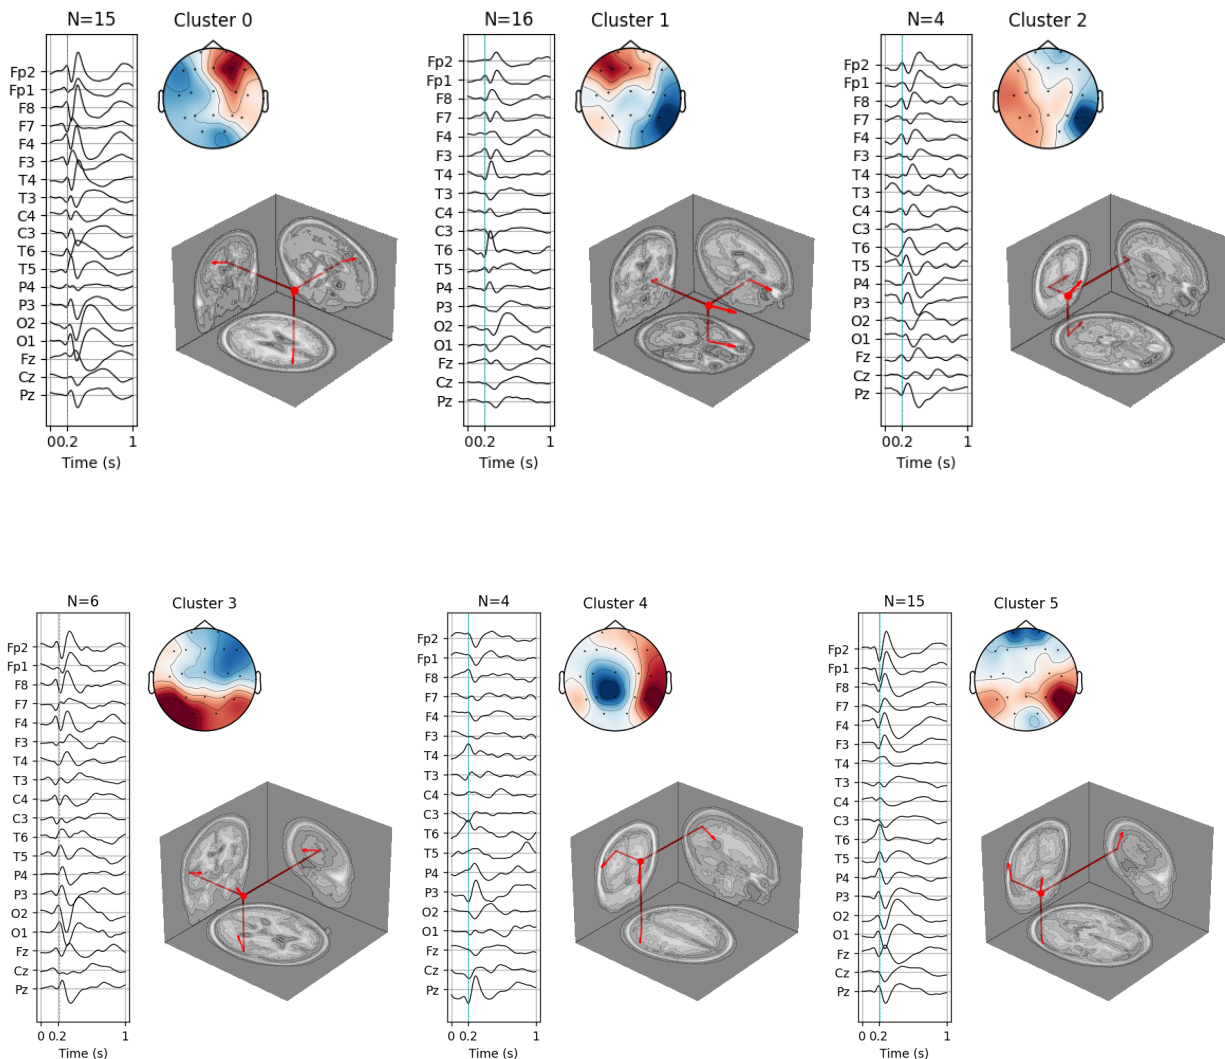 N=15 Cluster 0
Fp2
Fp1
F8
F7
F4
F3
T4
T3
C4
C3
T6
T5
P4
P3
O2
O1
Fz
Cz
Pz
0 0.2 1
Time (s)
N=16 Cluster 1
Fp2
Fp1
F8
F7
F4
F3
T4
T3
C4
C3
T6
T5
P4
P3
O2
O1
Fz
Cz
Pz
0 0.2 1
Time (s)
N=4 Cluster 2
Fp2
Fp1
F8
F7
F4
F3
T4
T3
C4
C3
T6
T5
P4
P3
O2
O1
Fz
Cz
Pz
0 0.2 1
Time (s)
N=6 Cluster 3
Fp2
Fp1
F8
F7
F4
F3
T4
T3
C4
C3
T6
T5
P4
P3
O2
O1
Fz
Cz
Pz
0 0.2 1
Time (s)
N=4 Cluster 4
Fp2
Fp1
F8
F7
F4
F3
T4
T3
C4
C3
T6
T5
P4
P3
O2
O1
Fz
Cz
Pz
0 0.2 1
Time (s)
N=15 Cluster 5
Fp2
Fp1
F8
F7
F4
F3
T4
T3
C4
C3
T6
T5
P4
P3
O2
O1
Fz
Cz
Pz
0 0.2 1
Time (s)